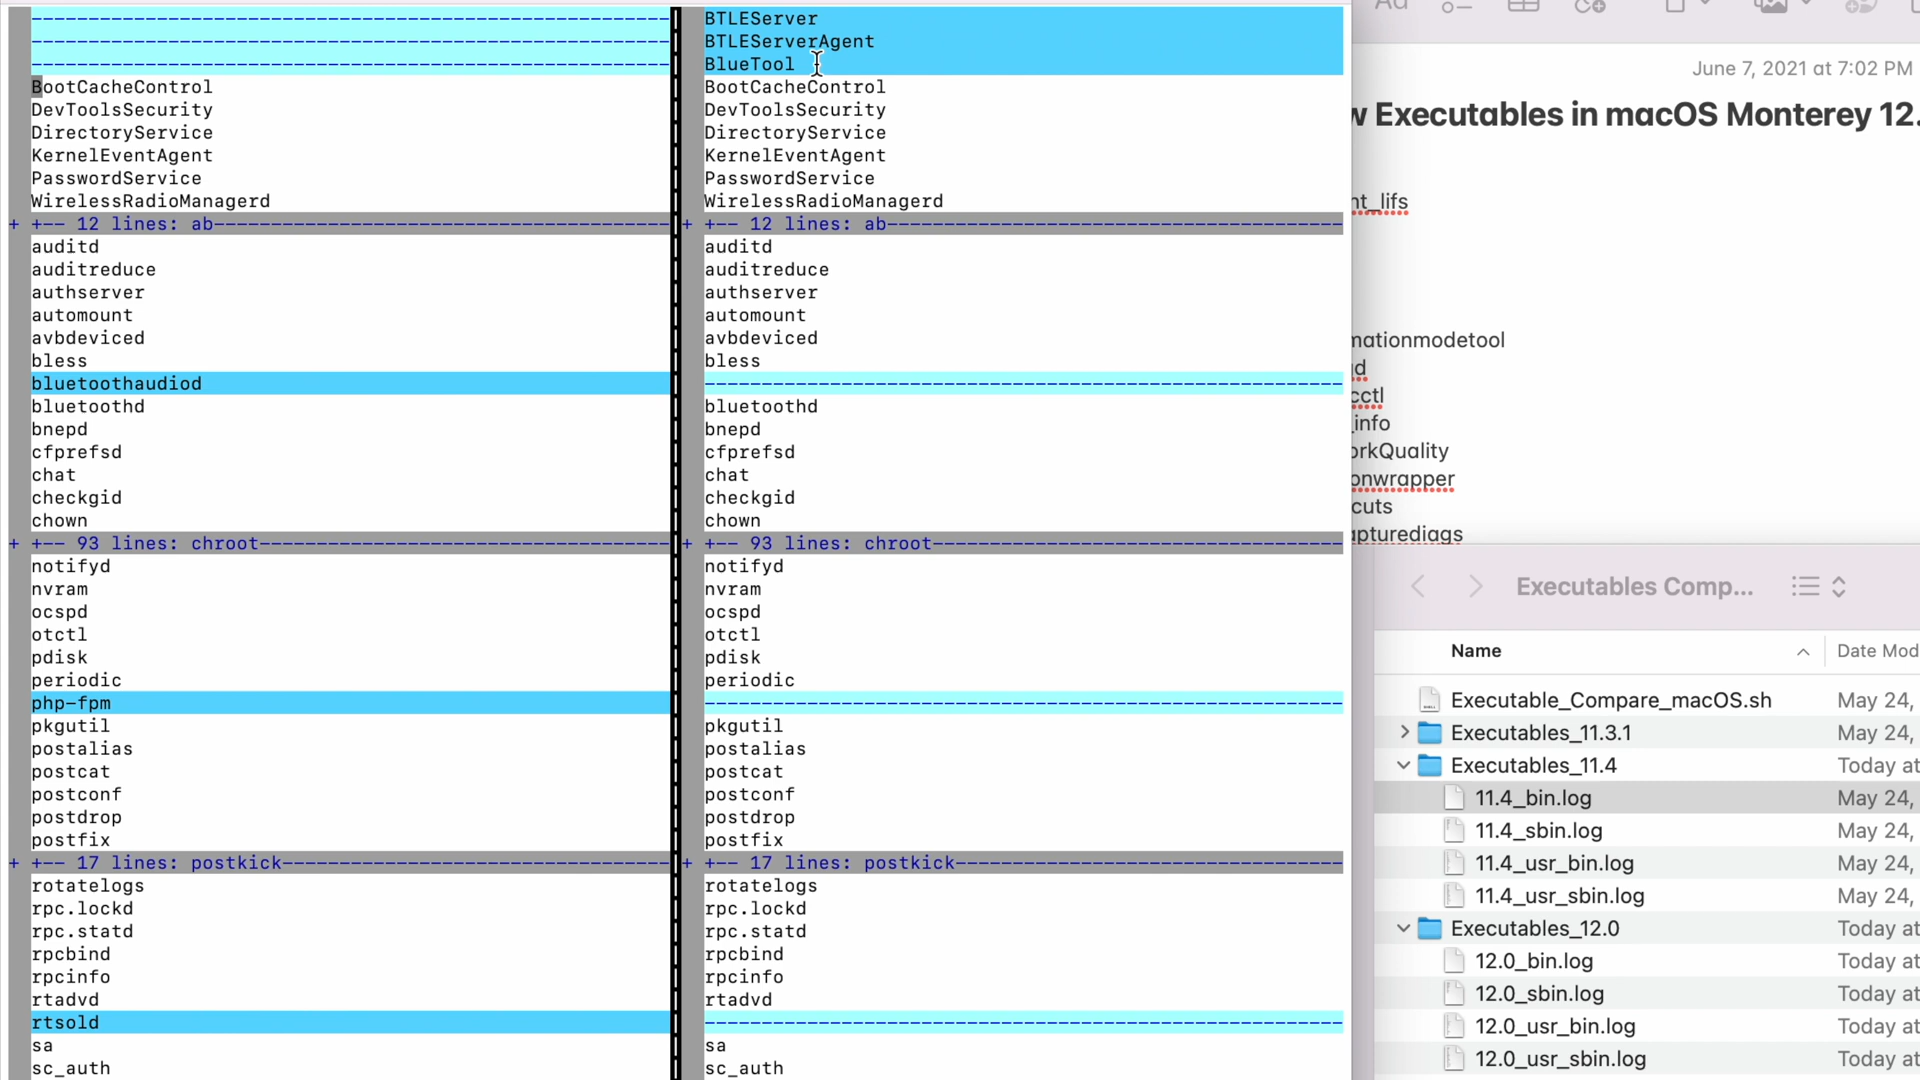 BootCacheControl
DevToolsSecurity
DirectoryService
KernelEventAgent
PasswordService
WirelessRadioManagerd
+ +-- 12 lines: ab
auditd
auditreduce
authserver
automount
avbdeviced
bless
bluetoothaudiod
bluetoothd
bnepd
cfprefsd
chat
checkgid
chown
+ +-- 93 lines: chroot
notifyd
nvram
ocspd
otctl
pdisk
periodic
php-fpm
pkgutil
postalias
postcat
postconf
postdrop
postfix
+ +-- 17 lines: postkick
rotatelogs
rpc.lockd
rpc.statd
rpcbind
rpcinfo
rtadvd
rtsold
sa
sc_auth
BTLEServer
BTLEServerAgent
BlueTool
BootCacheControl
DevToolsSecurity
DirectoryService
KernelEventAgent
PasswordService
WirelessRadioManagerd
+ +-- 12 lines: ab
auditd
auditreduce
authserver
automount
avbdeviced
bless
bluetoothd
bnepd
cfprefsd
chat
checkgid
chown
+ +-- 93 lines: chroot
notifyd
nvram
ocspd
otctl
pdisk
periodic
pkgutil
postalias
postcat
postconf
postdrop
postfix
+ +-- 17 lines: postkick
rotatelogs
rpc.lockd
rpc.statd
rpcbind
rpcinfo
rtadvd
sa
sc_auth
June 7, 2021 at 7:02 PM
w Executables in macOS Monterey 12.
nt_lifs
mationmodetool
d
cctl
_info
orkQuality
onwrapper
cuts
apturediags
Executables Comp...
Name Date Mod
Executable_Compare_macOS.sh May 24,
Executables_11.3.1 May 24,
Executables_11.4 Today at
11.4_bin.log May 24,
11.4_sbin.log May 24,
11.4_usr_bin.log May 24,
11.4_usr_sbin.log May 24,
Executables_12.0 Today at
12.0_bin.log Today at
12.0_sbin.log Today at
12.0_usr_bin.log Today at
12.0_usr_sbin.log Today at